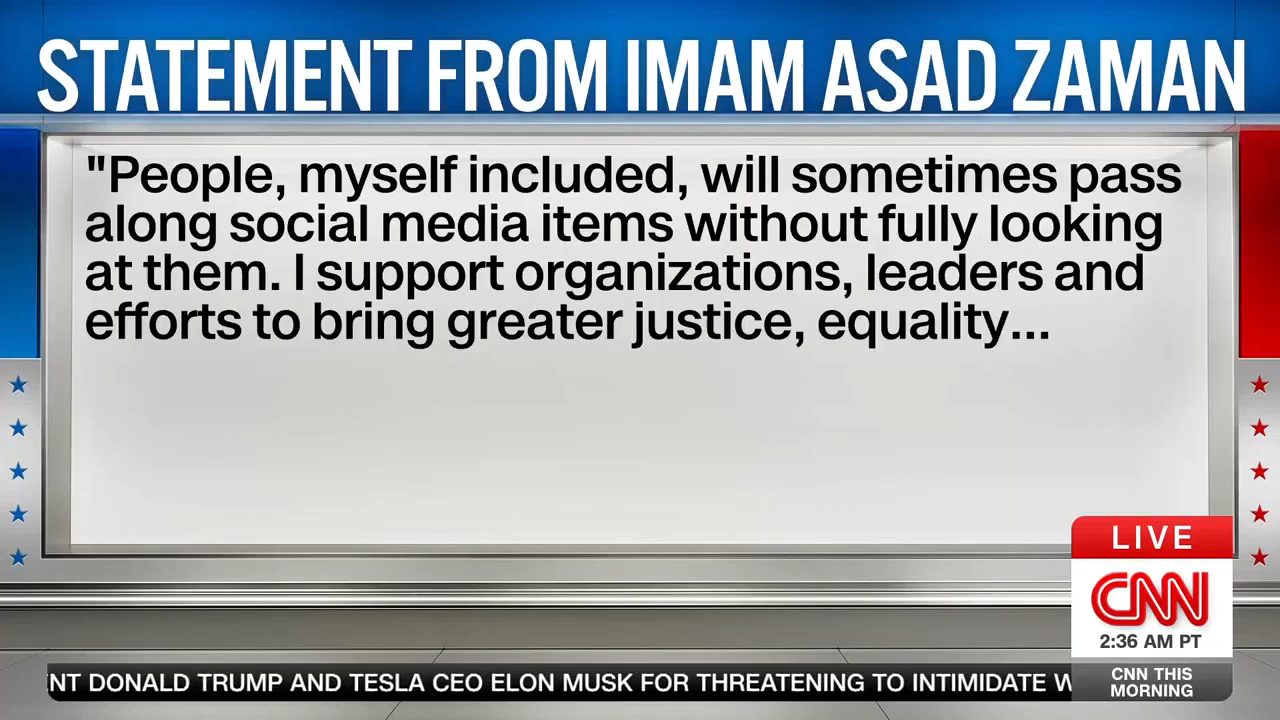 STATEMENT FROM IMAM ASAD ZAMAN
"People, myself included, will sometimes pass
along social media items without fully looking
at them. I support organizations, leaders and
efforts to bring greater justice, equality...
LIVE
CNN
2:36 AM PT
CNN THIS
MORNING
NT DONALD TRUMP AND TESLA CEO ELON MUSK FOR THREATENING TO INTIMIDATE W